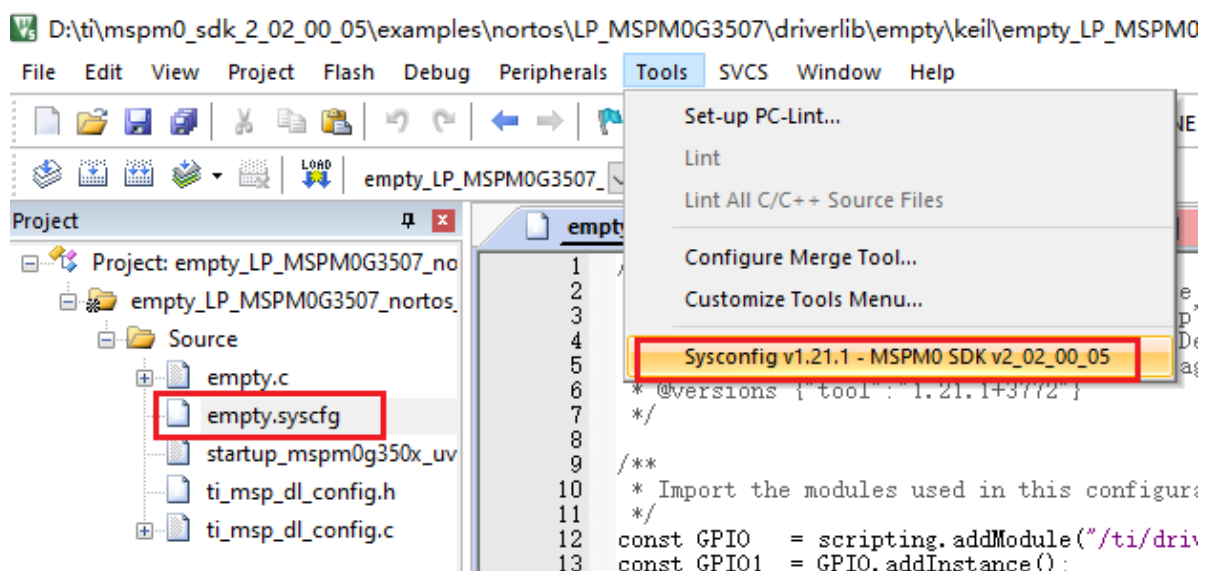 D:\ti\mspm0_sdk_2_02_00_05\examples\nortos\LP_MSPM0G3507\driverlib\empty\keil\empty_LP_MSPM0
File Edit View Project Flash Debug Peripherals Tools SVCS Window Help
Set-up PC-Lint...
Lint
Lint All C/C++ Source Files
Configure Merge Tool...
Customize Tools Menu...
Sysconfig v1.21.1 - MSPM0 SDK v2_02_00_05
LOAD
empty_LP_MSPM0G3507_
Project
Project: empty_LP_MSPM0G3507_no
empty_LP_MSPM0G3507_nortos_
Source
empty.c
empty.syscfg
startup_mspm0g350x_uv
ti_msp_dl_config.h
ti_msp_dl_config.c
empty
1
2
3
4
5
6 * @versions {"tool":"1.21.1+3772"}
7 */
8
9 /**
10 * Import the modules used in this configura
11 */
12 const GPIO = scripting.addModule("/ti/driv
13 const GPIO1 = GPIO.addInstance();